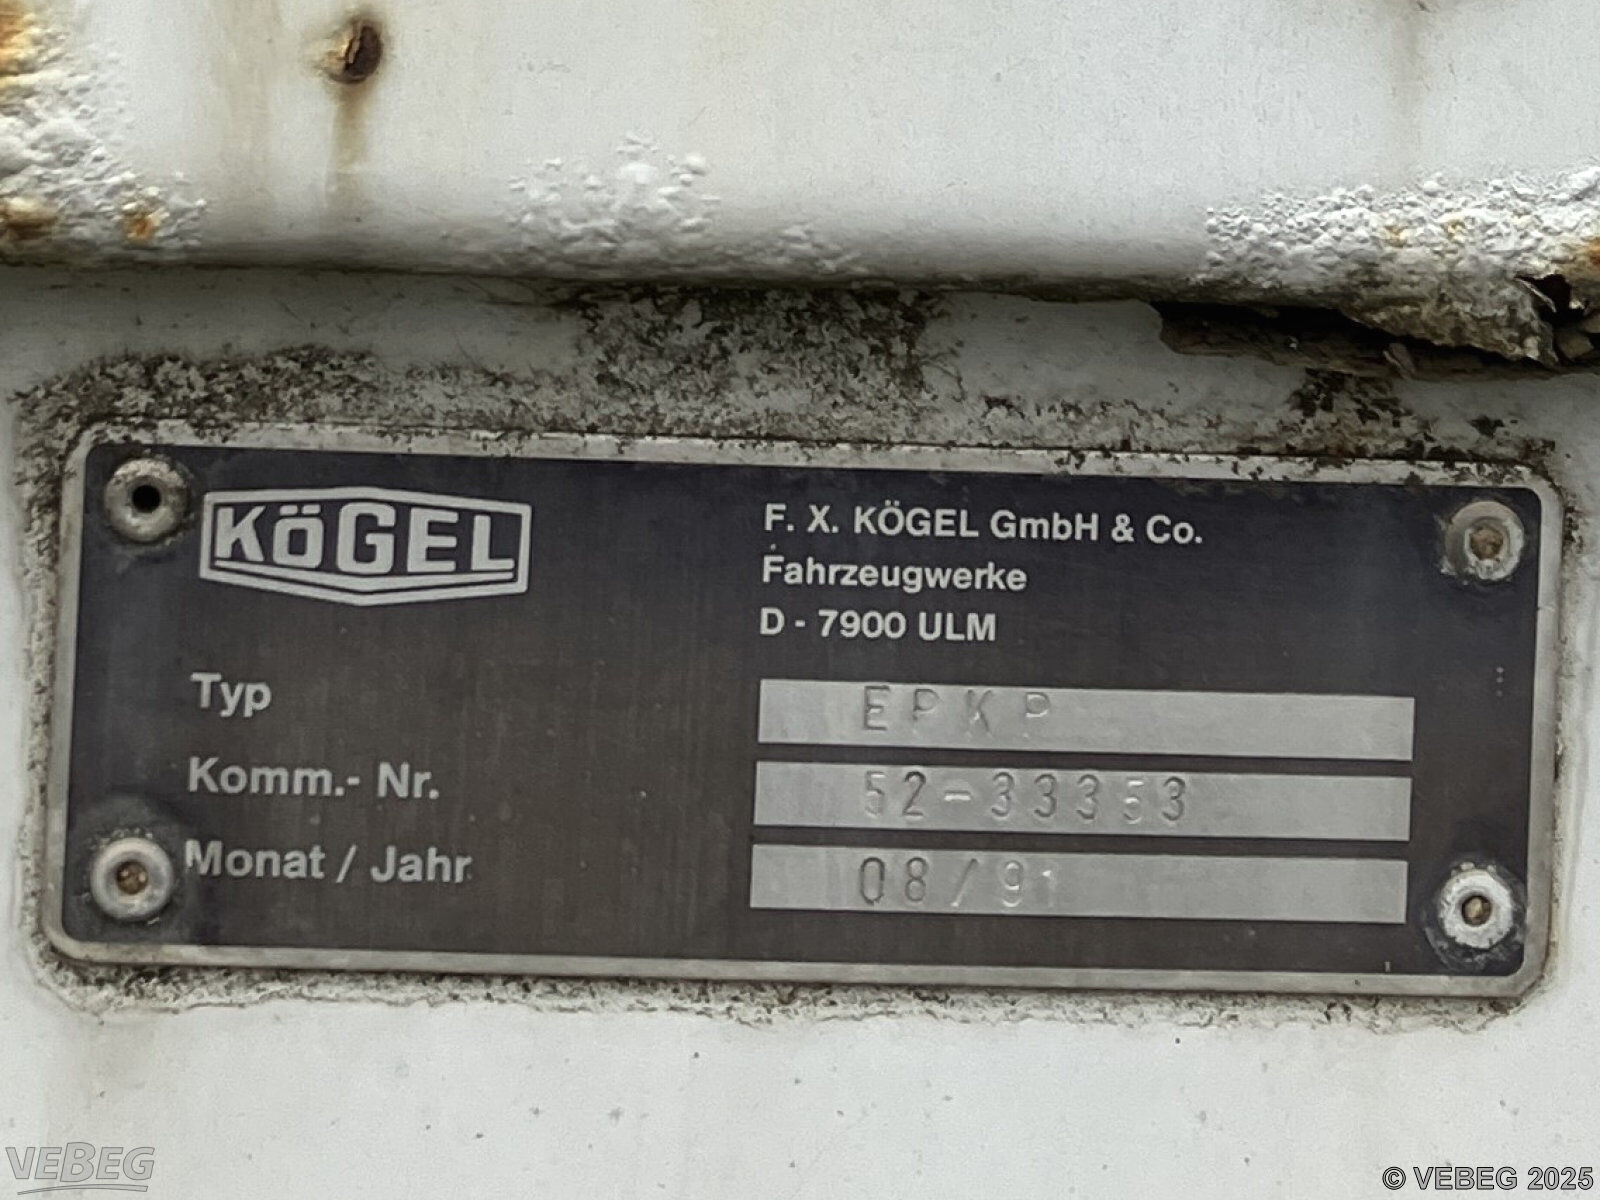 KÖGEL
F. X. KÖGEL GmbH & Co.
Fahrzeugwerke
D - 7900 ULM
Typ EPKP
Komm.- Nr. 52-33353
Monat / Jahr 08/91
VEBEG
© VEBEG 2025